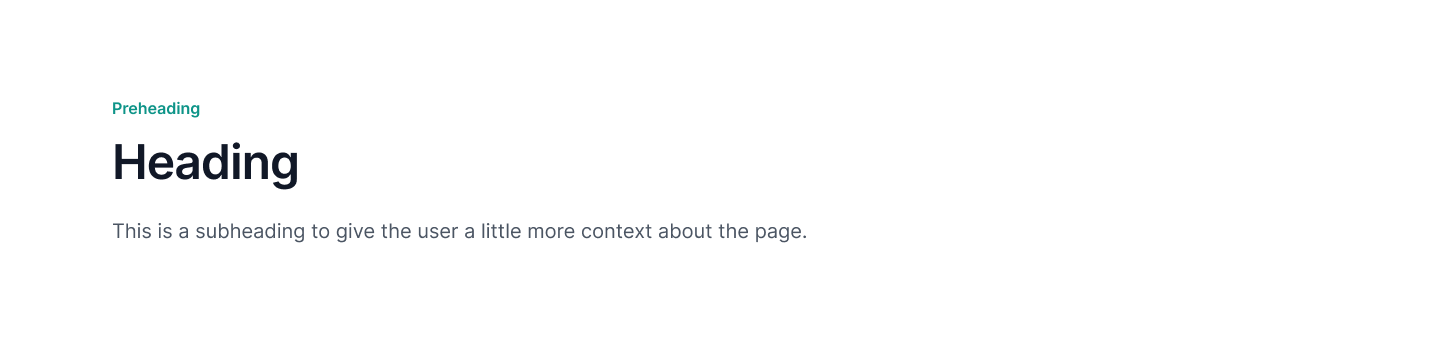 Preheading
Heading
This is a subheading to give the user a little more context about the page.